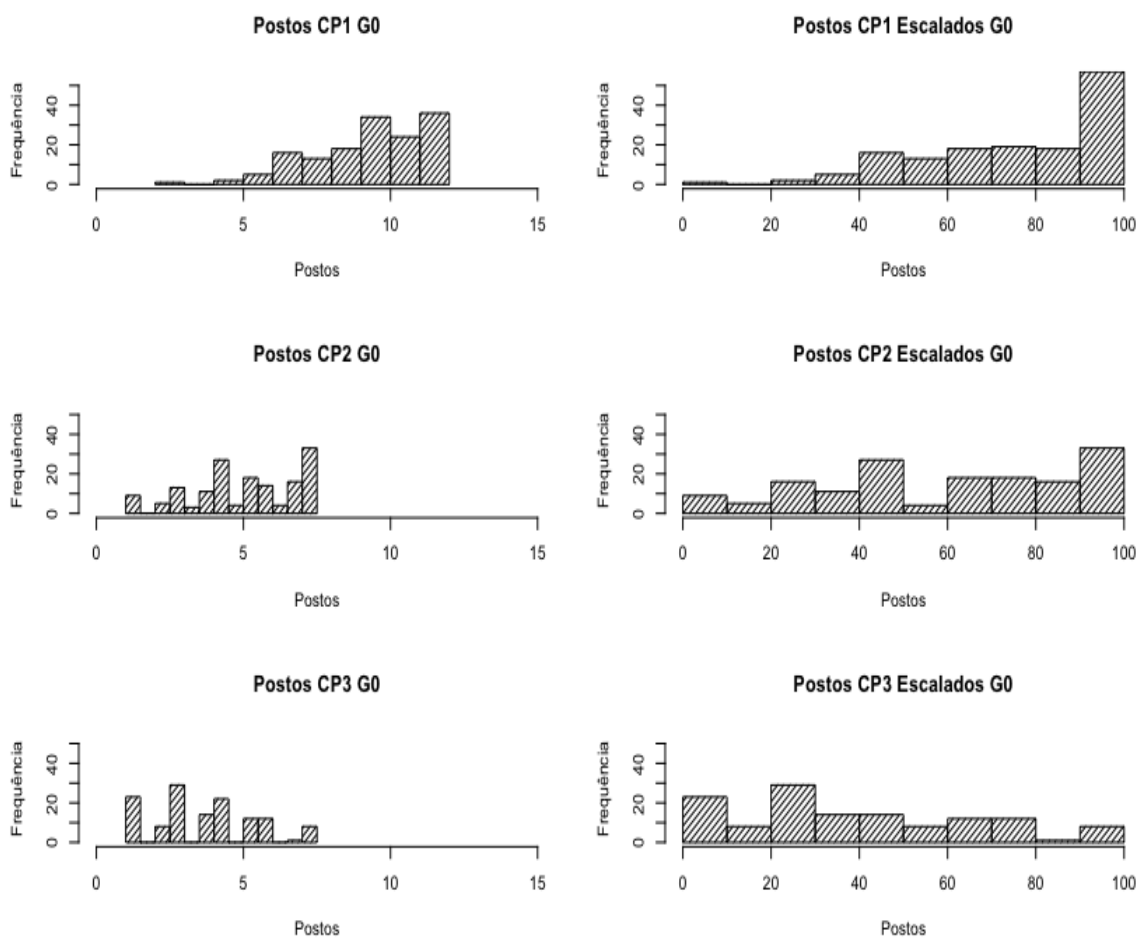 Postos CP1 G0
Frequência
0 20 40
0 5 10 15
Postos
Postos CP1 Escalados G0
Frequência
0 20 40
0 20 40 60 80 100
Postos
Postos CP2 G0
Frequência
0 20 40
0 5 10 15
Postos
Postos CP2 Escalados G0
Frequência
0 20 40
0 20 40 60 80 100
Postos
Postos CP3 G0
Frequência
0 20 40
0 5 10 15
Postos
Postos CP3 Escalados G0
Frequência
0 20 40
0 20 40 60 80 100
Postos